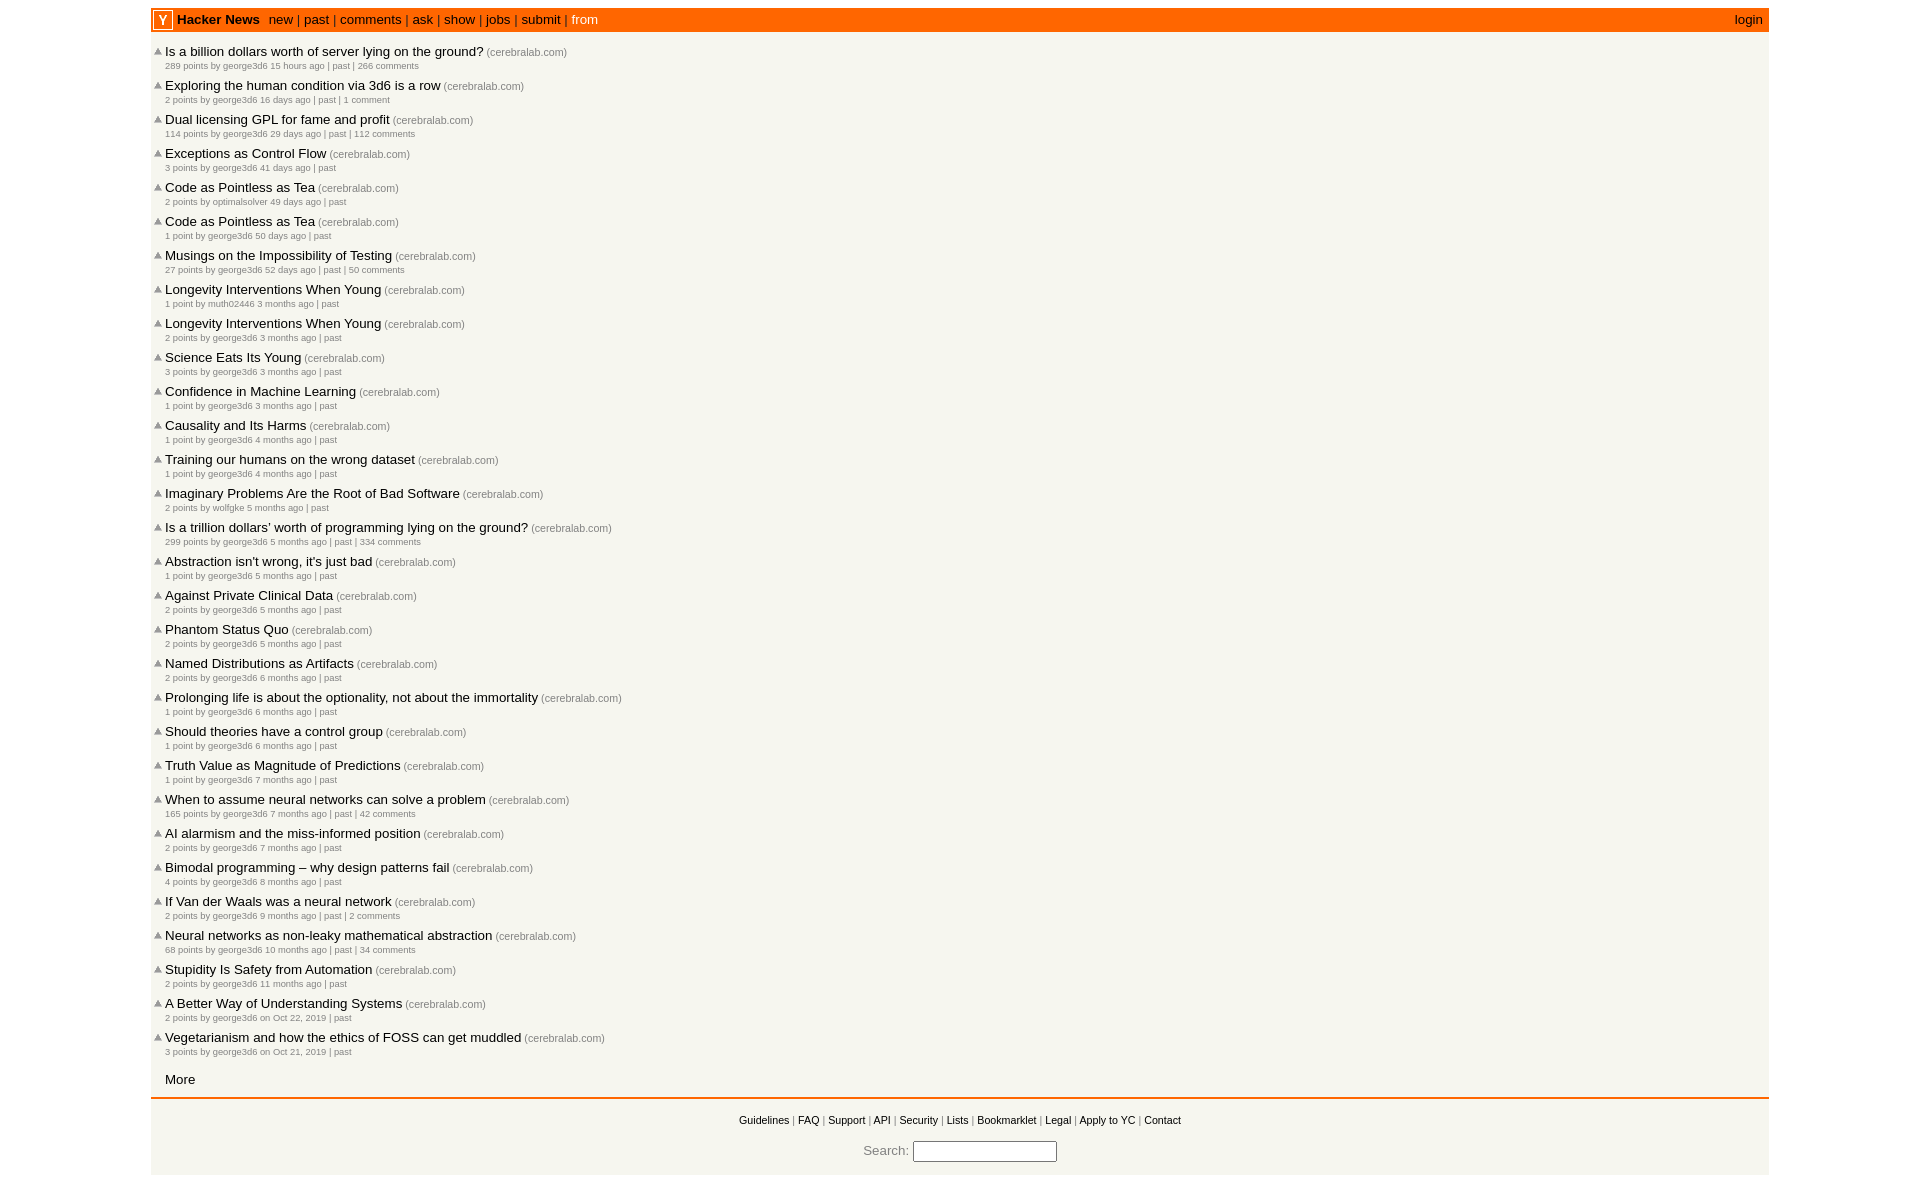 Y Hacker News new | past | comments | ask | show | jobs | submit | from login
Is a billion dollars worth of server lying on the ground? (cerebralab.com)
289 points by george3d6 15 hours ago | past | 266 comments
Exploring the human condition via 3d6 is a row (cerebralab.com)
2 points by george3d6 16 days ago | past | 1 comment
Dual licensing GPL for fame and profit (cerebralab.com)
114 points by george3d6 29 days ago | past | 112 comments
Exceptions as Control Flow (cerebralab.com)
3 points by george3d6 41 days ago | past
Code as Pointless as Tea (cerebralab.com)
2 points by optimalsolver 49 days ago | past
Code as Pointless as Tea (cerebralab.com)
1 point by george3d6 50 days ago | past
Musings on the Impossibility of Testing (cerebralab.com)
27 points by george3d6 52 days ago | past | 50 comments
Longevity Interventions When Young (cerebralab.com)
1 point by muth02446 3 months ago | past
Longevity Interventions When Young (cerebralab.com)
2 points by george3d6 3 months ago | past
Science Eats Its Young (cerebralab.com)
3 points by george3d6 3 months ago | past
Confidence in Machine Learning (cerebralab.com)
1 point by george3d6 3 months ago | past
Causality and Its Harms (cerebralab.com)
1 point by george3d6 4 months ago | past
Training our humans on the wrong dataset (cerebralab.com)
1 point by george3d6 4 months ago | past
Imaginary Problems Are the Root of Bad Software (cerebralab.com)
2 points by wolfgke 5 months ago | past
Is a trillion dollars’ worth of programming lying on the ground? (cerebralab.com)
299 points by george3d6 5 months ago | past | 334 comments
Abstraction isn't wrong, it's just bad (cerebralab.com)
1 point by george3d6 5 months ago | past
Against Private Clinical Data (cerebralab.com)
2 points by george3d6 5 months ago | past
Phantom Status Quo (cerebralab.com)
2 points by george3d6 5 months ago | past
Named Distributions as Artifacts (cerebralab.com)
2 points by george3d6 6 months ago | past
Prolonging life is about the optionality, not about the immortality (cerebralab.com)
1 point by george3d6 6 months ago | past
Should theories have a control group (cerebralab.com)
1 point by george3d6 6 months ago | past
Truth Value as Magnitude of Predictions (cerebralab.com)
1 point by george3d6 7 months ago | past
When to assume neural networks can solve a problem (cerebralab.com)
165 points by george3d6 7 months ago | past | 42 comments
AI alarmism and the miss-informed position (cerebralab.com)
2 points by george3d6 7 months ago | past
Bimodal programming – why design patterns fail (cerebralab.com)
4 points by george3d6 8 months ago | past
If Van der Waals was a neural network (cerebralab.com)
2 points by george3d6 9 months ago | past | 2 comments
Neural networks as non-leaky mathematical abstraction (cerebralab.com)
68 points by george3d6 10 months ago | past | 34 comments
Stupidity Is Safety from Automation (cerebralab.com)
2 points by george3d6 11 months ago | past
A Better Way of Understanding Systems (cerebralab.com)
2 points by george3d6 on Oct 22, 2019 | past
Vegetarianism and how the ethics of FOSS can get muddled (cerebralab.com)
3 points by george3d6 on Oct 21, 2019 | past
More
Guidelines | FAQ | Support | API | Security | Lists | Bookmarklet | Legal | Apply to YC | Contact
Search: